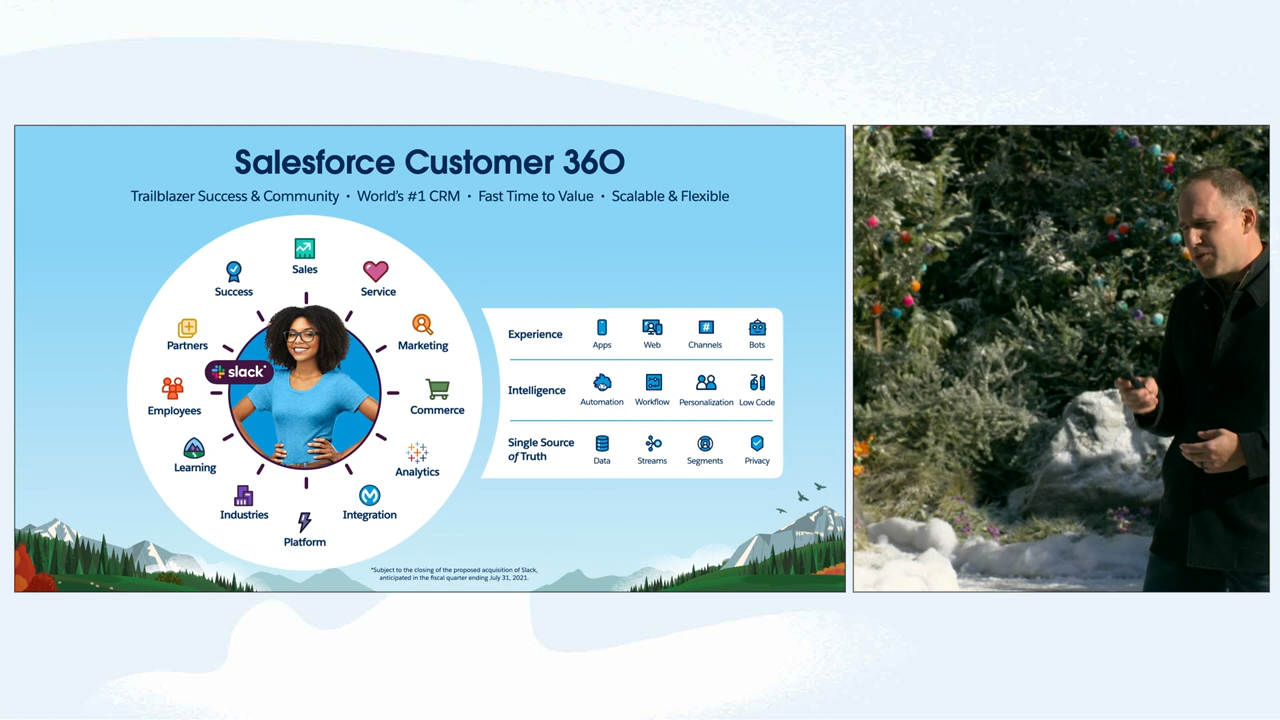 Salesforce Customer 360
Trailblazer Success & Community • World's #1 CRM • Fast Time to Value • Scalable & Flexible
Sales
Success
Service
Partners
Marketing
slack*
Employees
Commerce
Learning
Analytics
Industries
Integration
Platform
Experience
Apps
Web
#
Channels
Bots
Intelligence
Automation
Workflow
Personalization
Low Code
Single Source
of Truth
Data
Streams
Segments
Privacy
*Subject to the closing of the proposed acquisition of Slack,
anticipated in the fiscal quarter ending July 31, 2021.